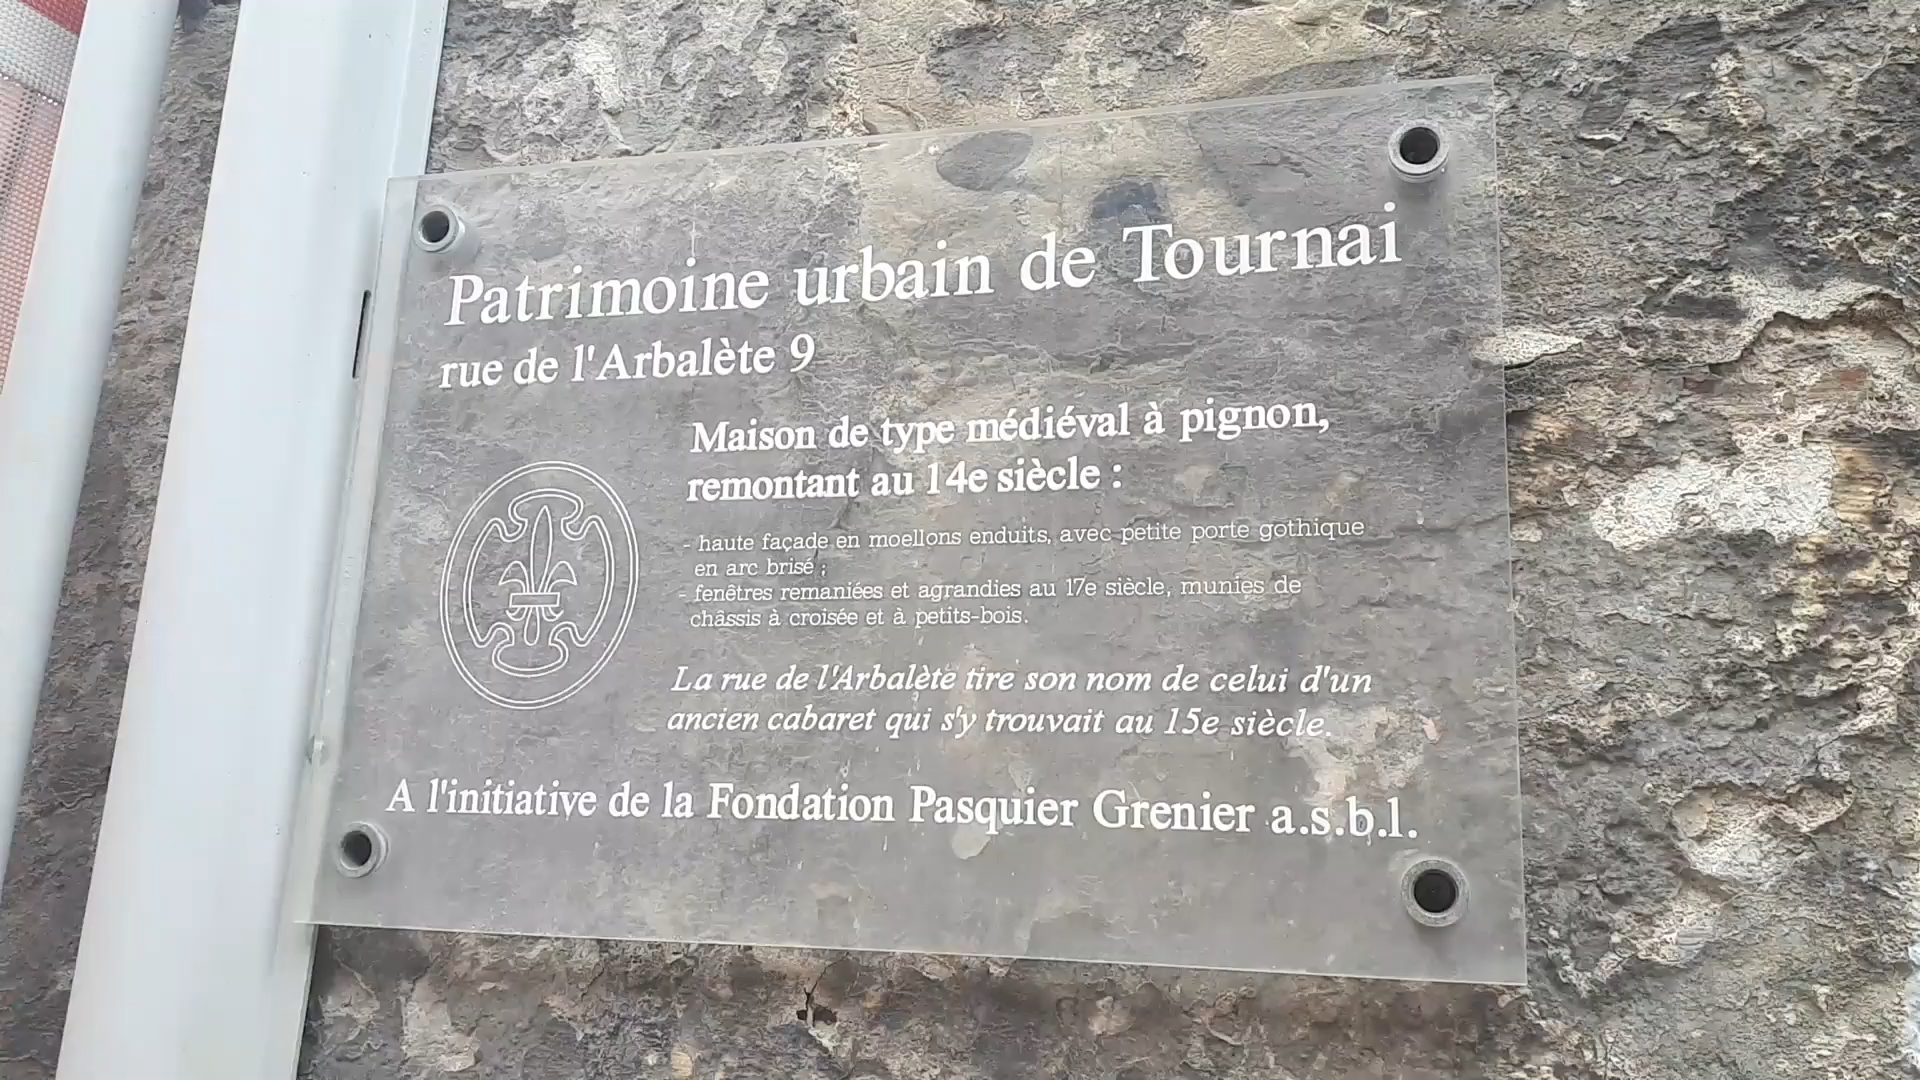 Patrimoine urbain de Tournai
rue de l'Arbalète 9
Maison de type médiéval à pignon,
remontant au 14e siècle :
- haute façade en moellons enduits, avec petite porte gothique
en arc brisé ;
- fenêtres remaniées et agrandies au 17e siècle, munies de
châssis à croisée et à petits-bois.
La rue de l'Arbalète tire son nom de celui d'un
ancien cabaret qui s'y trouvait au 15e siècle.
A l'initiative de la Fondation Pasquier Grenier a.s.b.l.